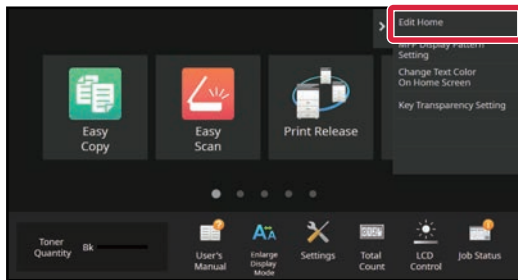 Edit Home
MFP Display Pattern
Setting
Change Text Color
On Home Screen
Key Transparency Setting
Easy
Copy
Easy
Scan
Print Release
Toner
Quantity
Bk
User's
Manual
Enlarge
Display
Mode
Settings
Total
Count
LCD
Control
Job Status